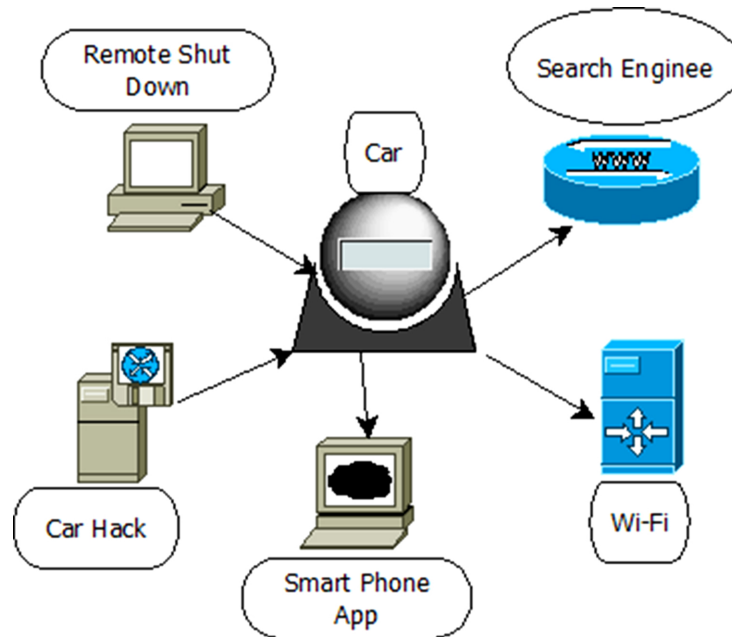 Remote Shut
Down
Search Enginee
Car
WWW
Car Hack
Wi-Fi
Smart Phone
App